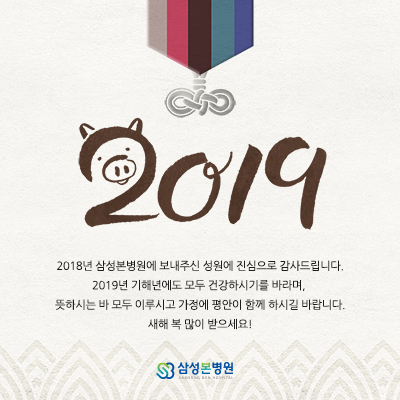 2019
2018년 삼성본병원에 보내주신 성원에 진심으로 감사드립니다.
2019년 기해년에도 모두 건강하시기를 바라며,
뜻하시는 바 모두 이루시고 가정에 평안이 함께 하시길 바랍니다.
새해 복 많이 받으세요!
삼성본병원
SAMSUNG BON HOSPITAL